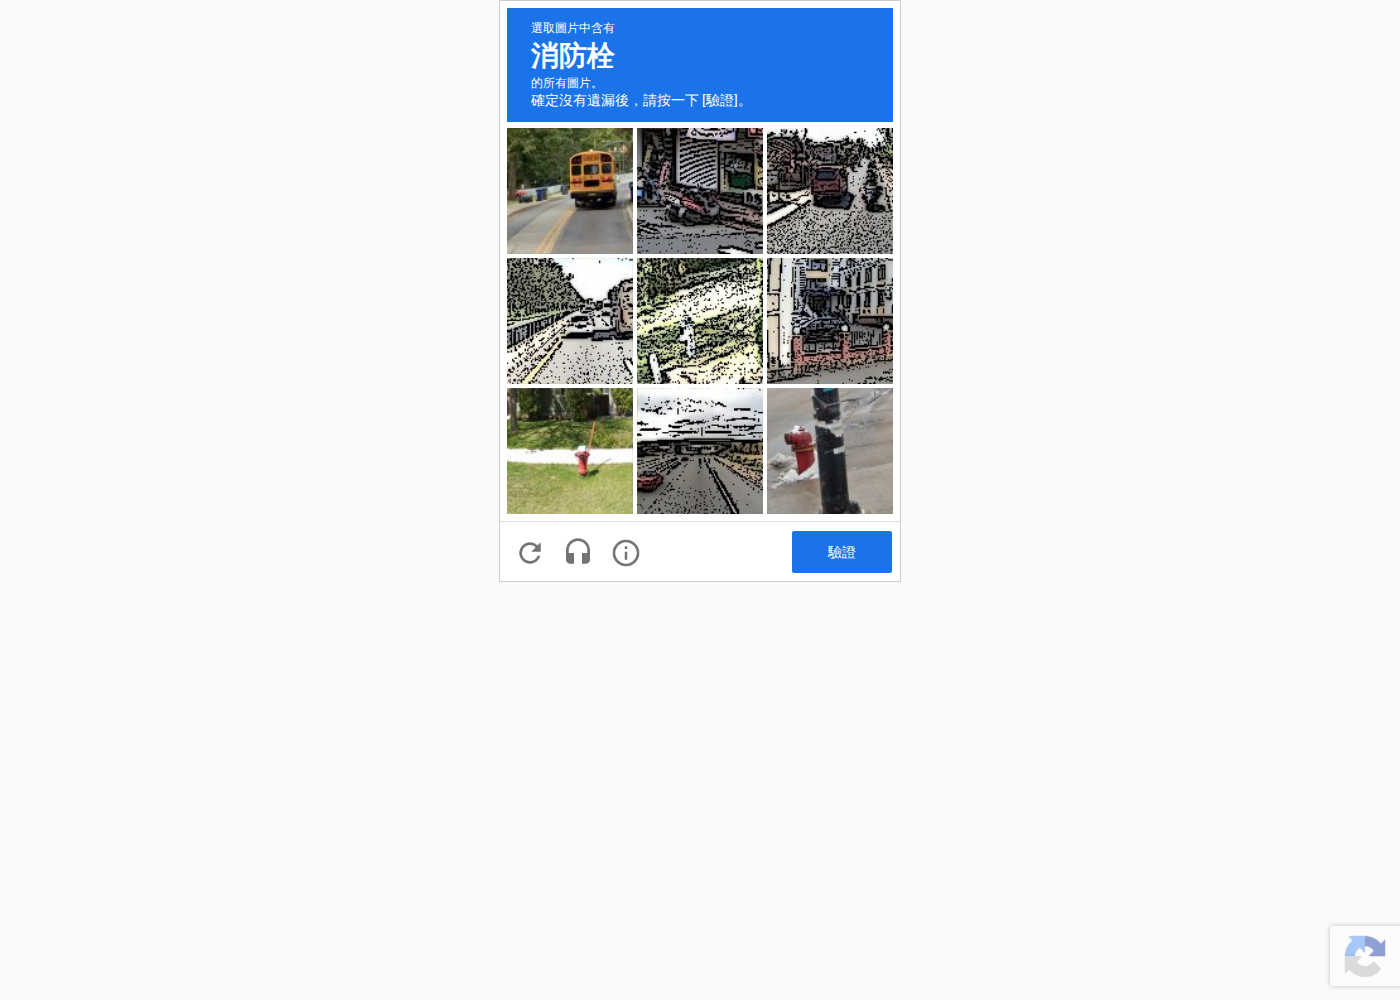 選取圖片中含有
消防栓
的所有圖片。
確定沒有遺漏後，請按一下 [驗證]。
驗證